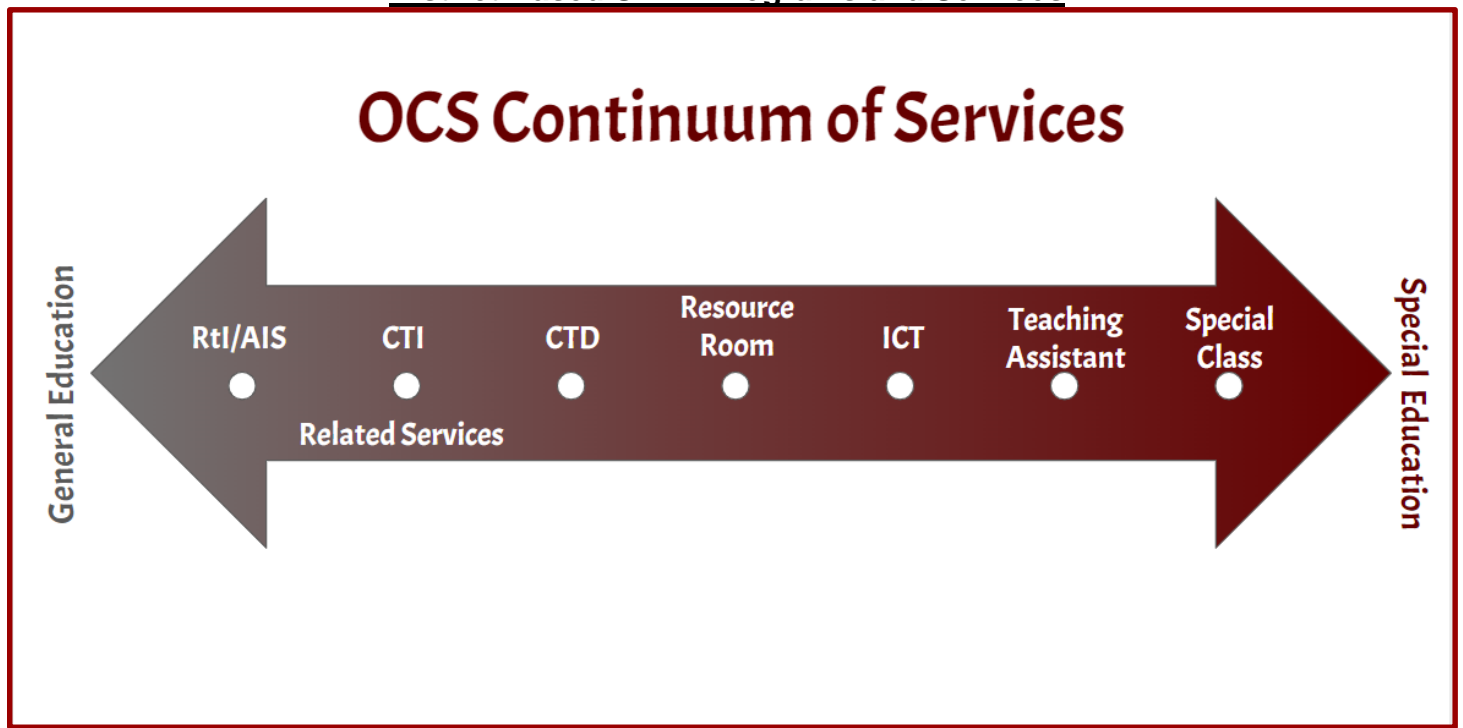 OCS Continuum of Services
General Education
RtI/AIS
CTI
CTD
Resource
Room
ICT
Teaching
Assistant
Special
Class
Related Services
Special Education